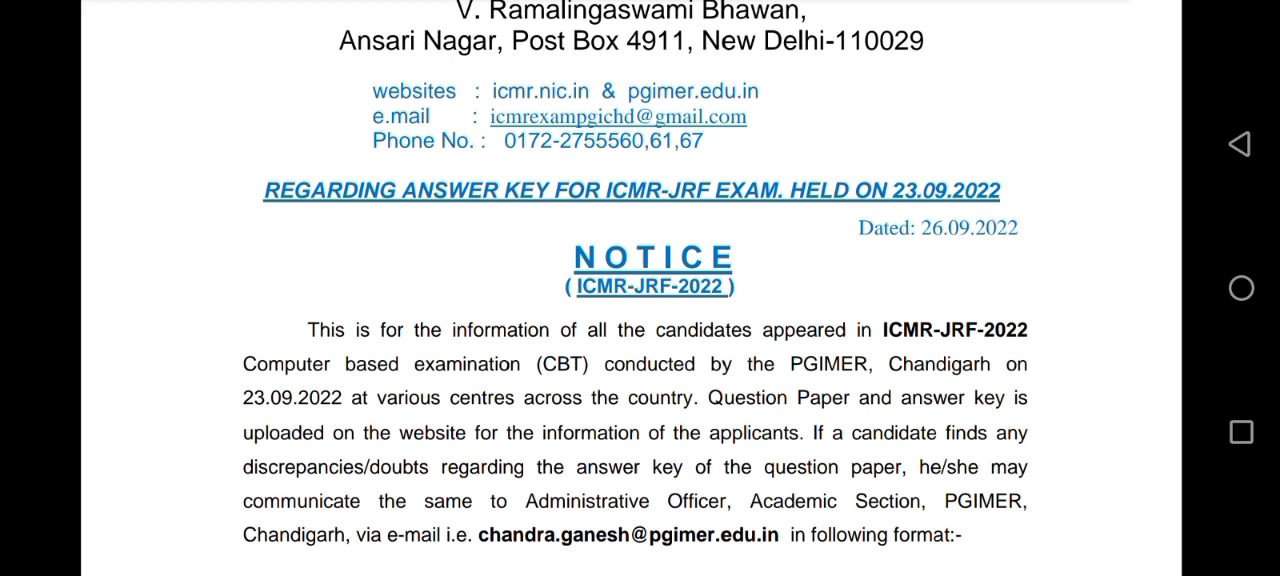 V. Ramalingaswami Bhawan,
Ansari Nagar, Post Box 4911, New Delhi-110029
websites : icmr.nic.in & pgimer.edu.in
e.mail : icmrexampgichd@gmail.com
Phone No. : 0172-2755560,61,67
REGARDING ANSWER KEY FOR ICMR-JRF EXAM. HELD ON 23.09.2022
Dated: 26.09.2022
N O T I C E
( ICMR-JRF-2022 )
This is for the information of all the candidates appeared in ICMR-JRF-2022
Computer based examination (CBT) conducted by the PGIMER, Chandigarh on
23.09.2022 at various centres across the country. Question Paper and answer key is
uploaded on the website for the information of the applicants. If a candidate finds any
discrepancies/doubts regarding the answer key of the question paper, he/she may
communicate the same to Administrative Officer, Academic Section, PGIMER,
Chandigarh, via e-mail i.e. chandra.ganesh@pgimer.edu.in in following format:-